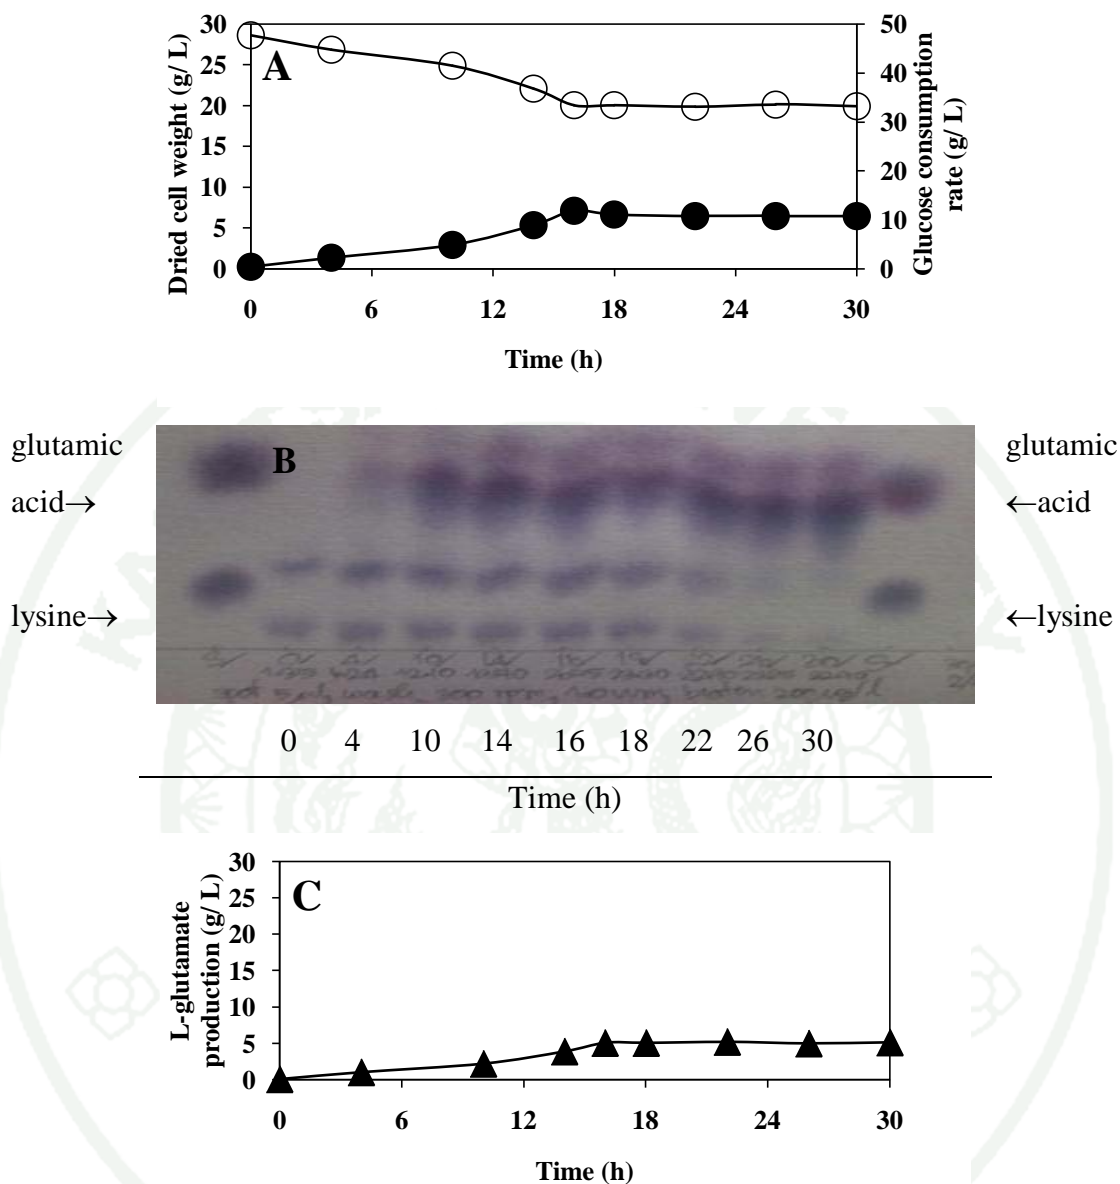 30
25
20
15
10
5
0
Dried cell weight (g/ L)
A
50
40
30
20
10
0
Glucose consumption
rate (g/ L)
0 6 12 18 24 30
Time (h)
glutamic
acid→
lysine→
B
glutamic
←acid
←lysine
0 4 10 14 16 18 22 26 30
Time (h)
30
25
20
15
10
5
0
L-glutamate
production (g/ L)
C
0 6 12 18 24 30
Time (h)